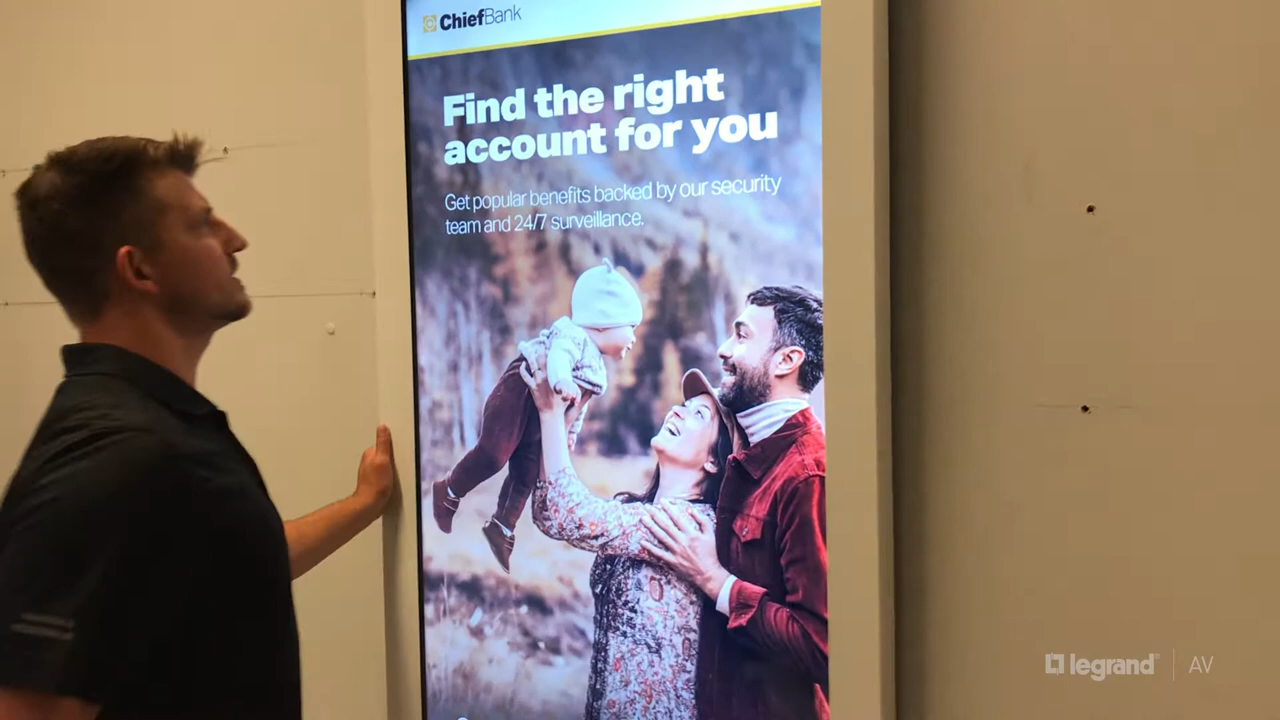 ChiefBank
Find the right
account for you
Get popular benefits backed by our security
team and 24/7 surveillance.
legrand® | AV